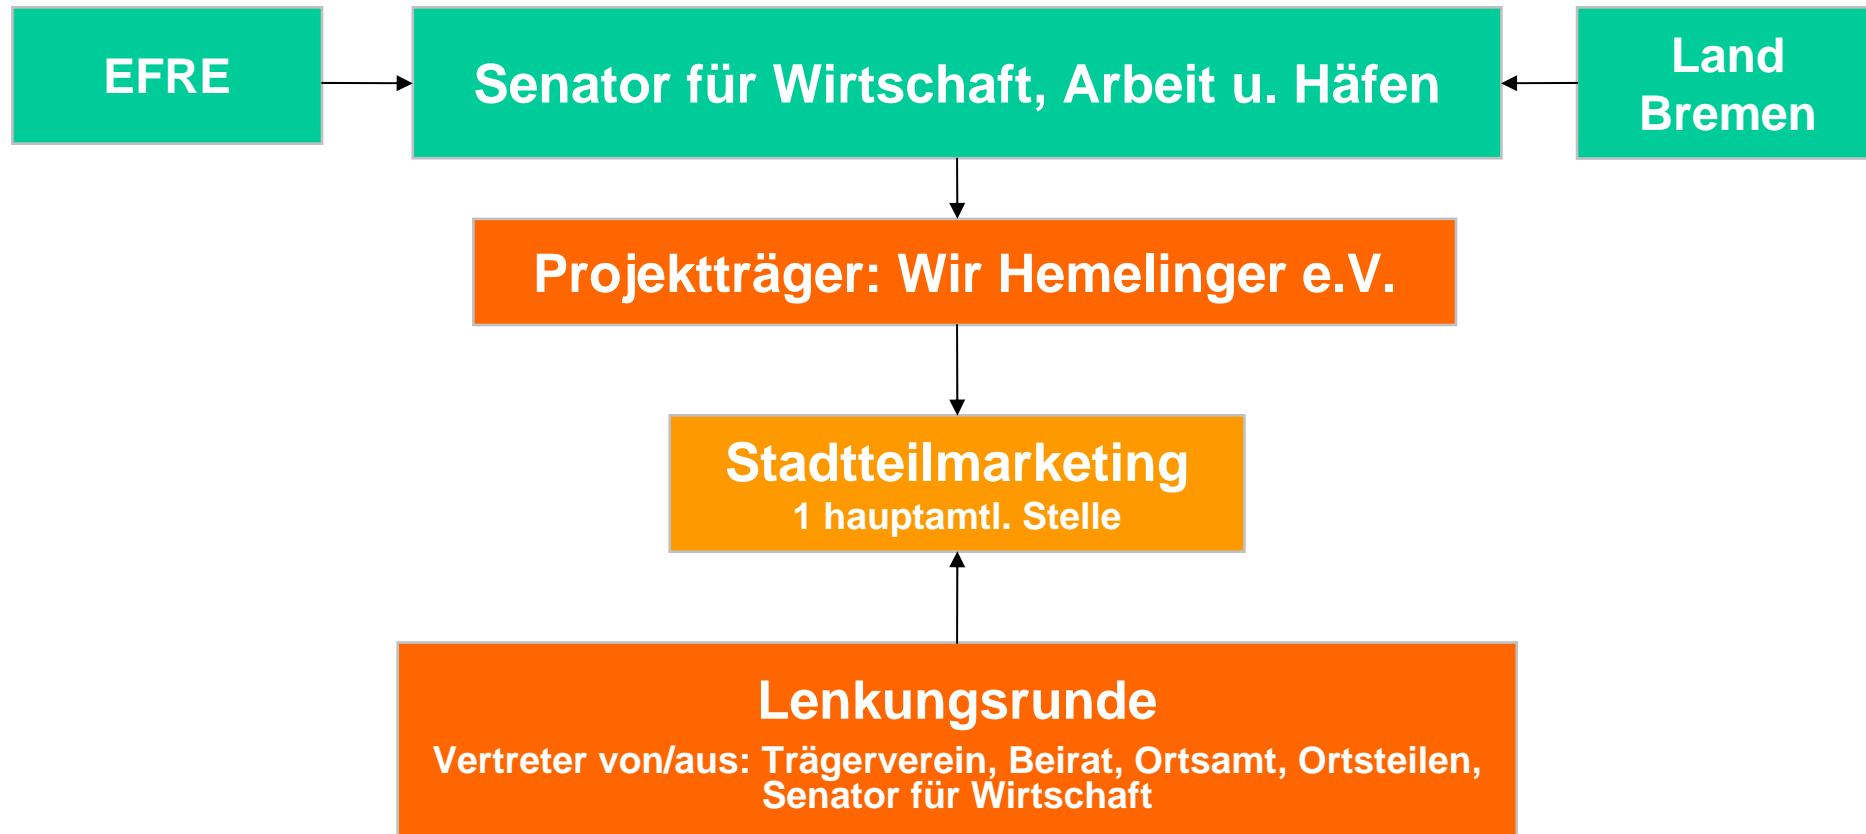 EFRE
Senator für Wirtschaft, Arbeit u. Häfen
Land
Bremen
Projektträger: Wir Hemelinger e.V.
Stadtteilmarketing
1 hauptamtl. Stelle
Lenkungsrunde
Vertreter von/aus: Trägerverein, Beirat, Ortsamt, Ortsteilen,
Senator für Wirtschaft